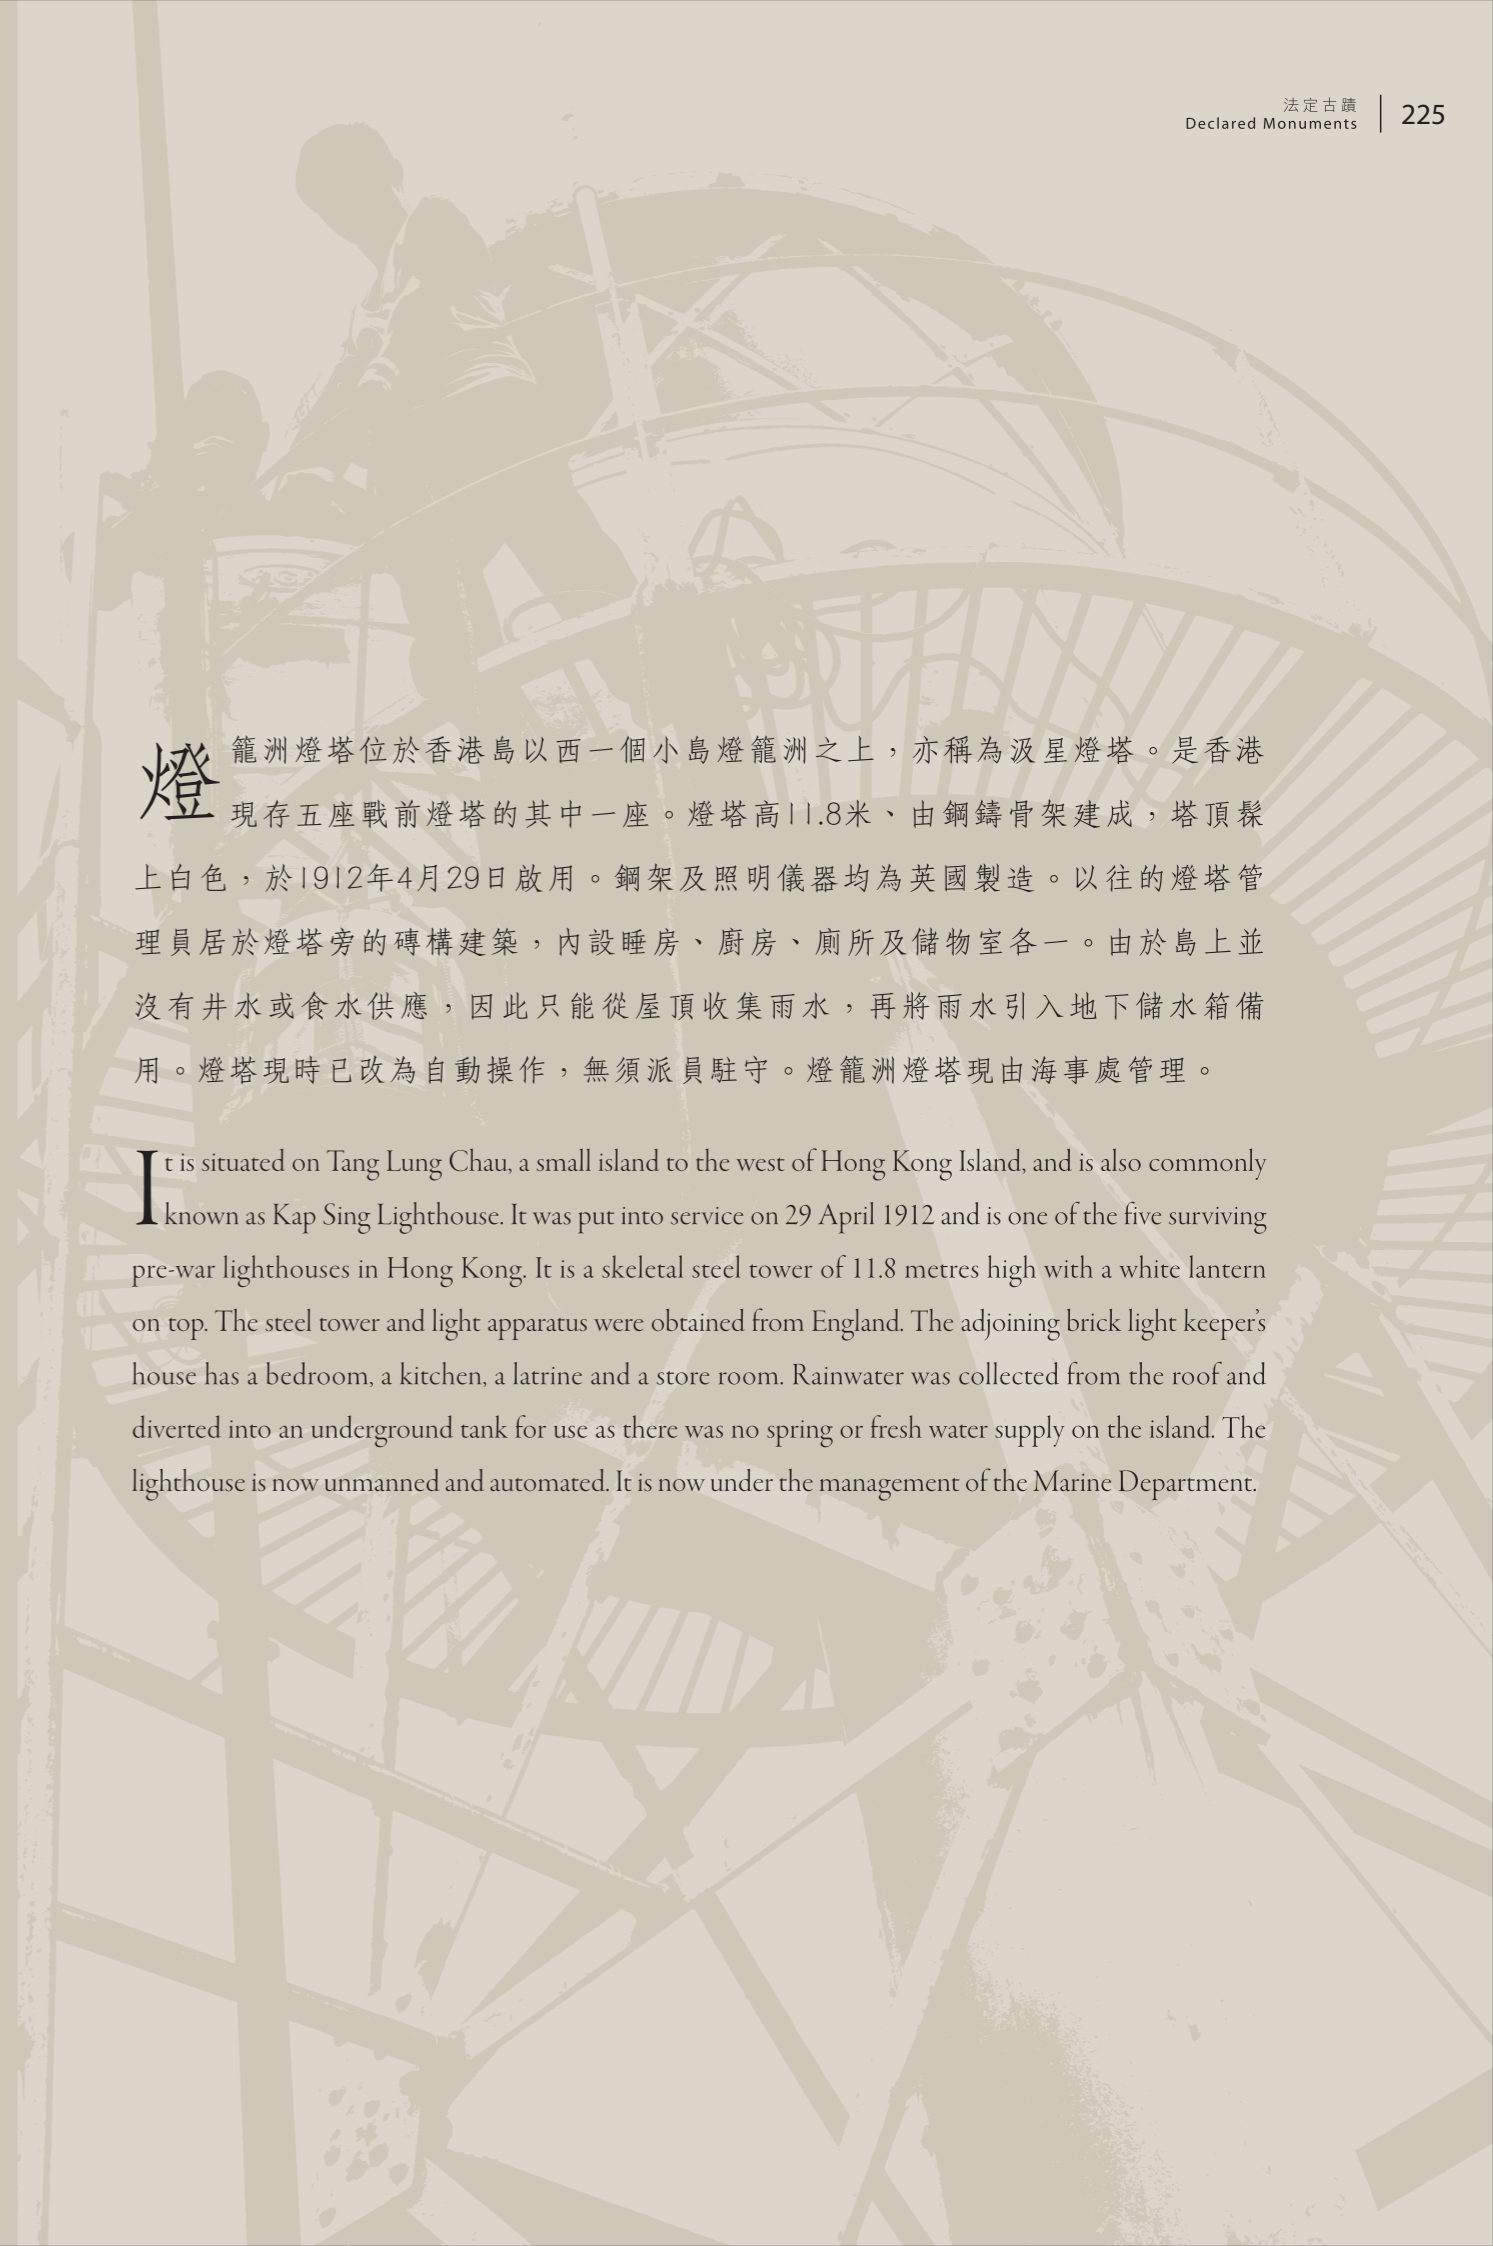 法定古蹟
Declared Monuments
225
燈籠洲燈塔位於香港島以西一個小島燈籠洲之上，亦稱為汲星燈塔。是香港
現存五座戰前燈塔的其中一座。燈塔高11.8米、由鋼鑄骨架建成，塔頂髹
上白色，於1912年4月29日啟用。鋼架及照明儀器均為英國製造。以往的燈塔管
理員居於燈塔旁的磚構建築，內設睡房、廚房、廁所及儲物室各一。由於島上並
沒有井水或食水供應，因此只能從屋頂收集雨水，再將雨水引入地下儲水箱備
用。燈塔現時已改為自動操作，無須派員駐守。燈籠洲燈塔現由海事處管理。
It is situated on Tang Lung Chau, a small island to the west of Hong Kong Island, and is also commonly
known as Kap Sing Lighthouse. It was put into service on 29 April 1912 and is one of the five surviving
pre-war lighthouses in Hong Kong. It is a skeletal steel tower of 11.8 metres high with a white lantern
on top. The steel tower and light apparatus were obtained from England. The adjoining brick light keeper’s
house has a bedroom, a kitchen, a latrine and a store room. Rainwater was collected from the roof and
diverted into an underground tank for use as there was no spring or fresh water supply on the island. The
lighthouse is now unmanned and automated. It is now under the management of the Marine Department.